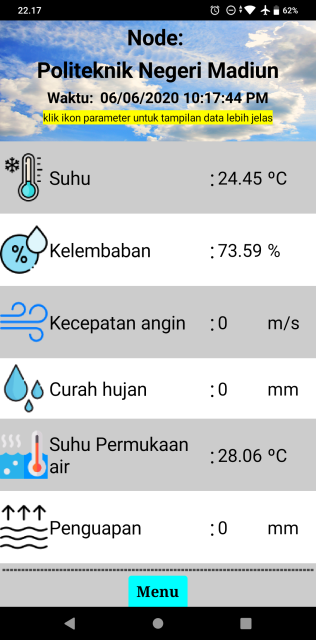 22.17
62%
Node:
Politeknik Negeri Madiun
Waktu: 06/06/2020 10:17:44 PM
klik ikon parameter untuk tampilan data lebih jelas
Suhu : 24.45 ºC
% Kelembaban : 73.59 %
Kecepatan angin : 0 m/s
Curah hujan : 0 mm
Suhu Permukaan
air : 28.06 ºC
Penguapan : 0 mm
Menu